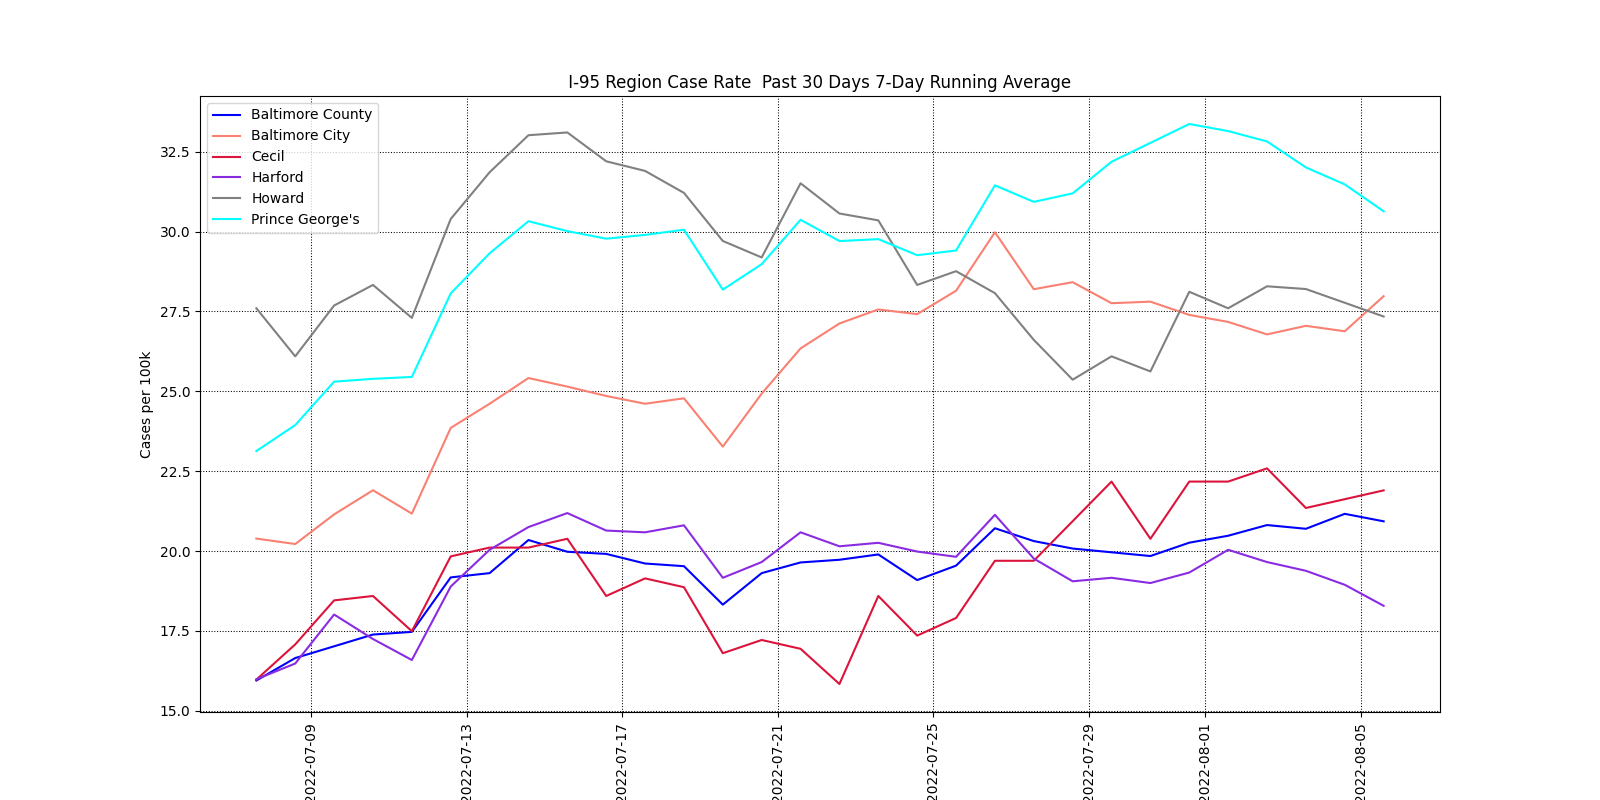 I-95 Region Case Rate  Past 30 Days 7-Day Running Average
Baltimore County
Baltimore City
Cecil
Harford
Howard
Prince George's
Cases per 100k
32.5
30.0
27.5
25.0
22.5
20.0
17.5
15.0
2022-07-09
2022-07-13
2022-07-17
2022-07-21
2022-07-25
2022-07-29
2022-08-01
2022-08-05